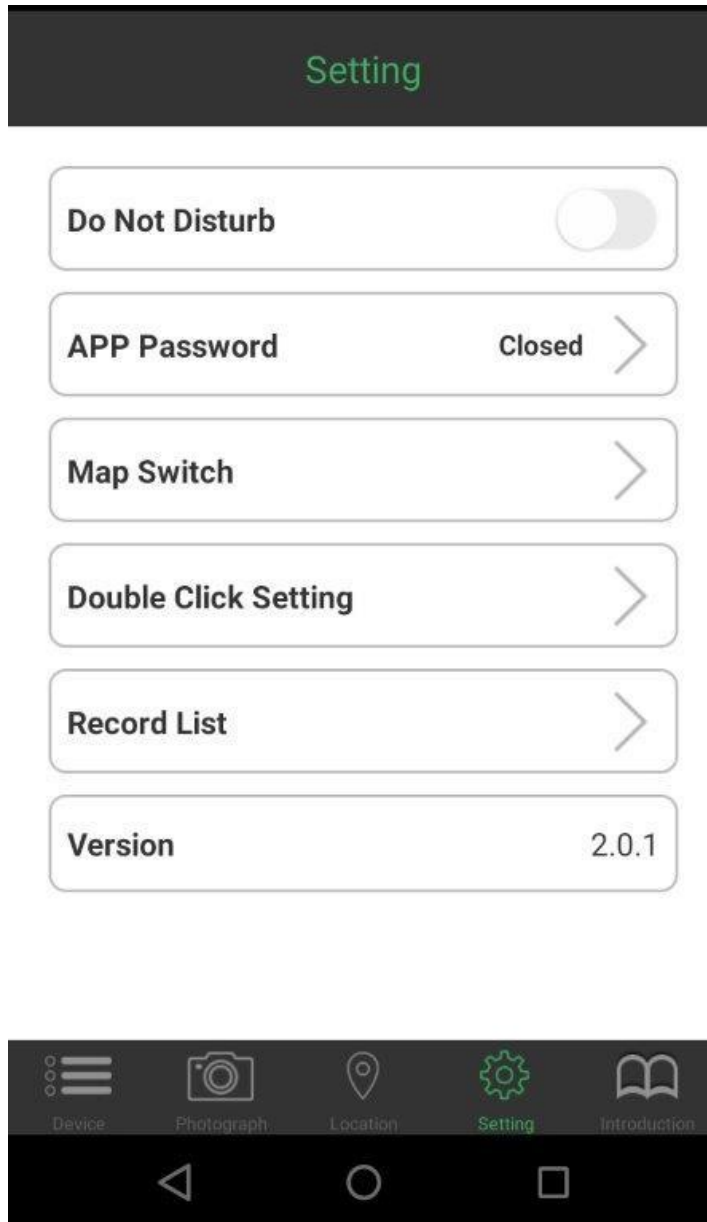 Setting
Do Not Disturb
APP Password Closed
Map Switch
Double Click Setting
Record List
Version 2.0.1
Device Photograph Location Setting Introduction